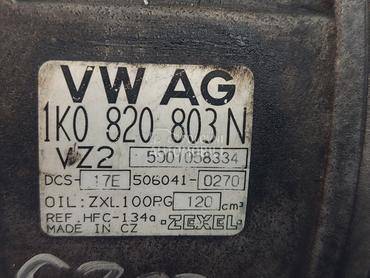 VW AG
1K0 820 803 N
VZ2 5507058334
DCS-17E 506041-0270
OIL: ZXL100PG 120 cm³
REF. HFC-134a ZEXEL
MADE IN CZ